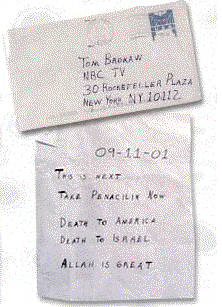 TOM BROKAW
NBC TV
30 ROCKEFELLER PLAZA
NEW YORK NY 10112
09-11-01
THIS IS NEXT
TAKE PENACILIN NOW
DEATH TO AMERICA
DEATH TO ISRAEL
ALLAH IS GREAT